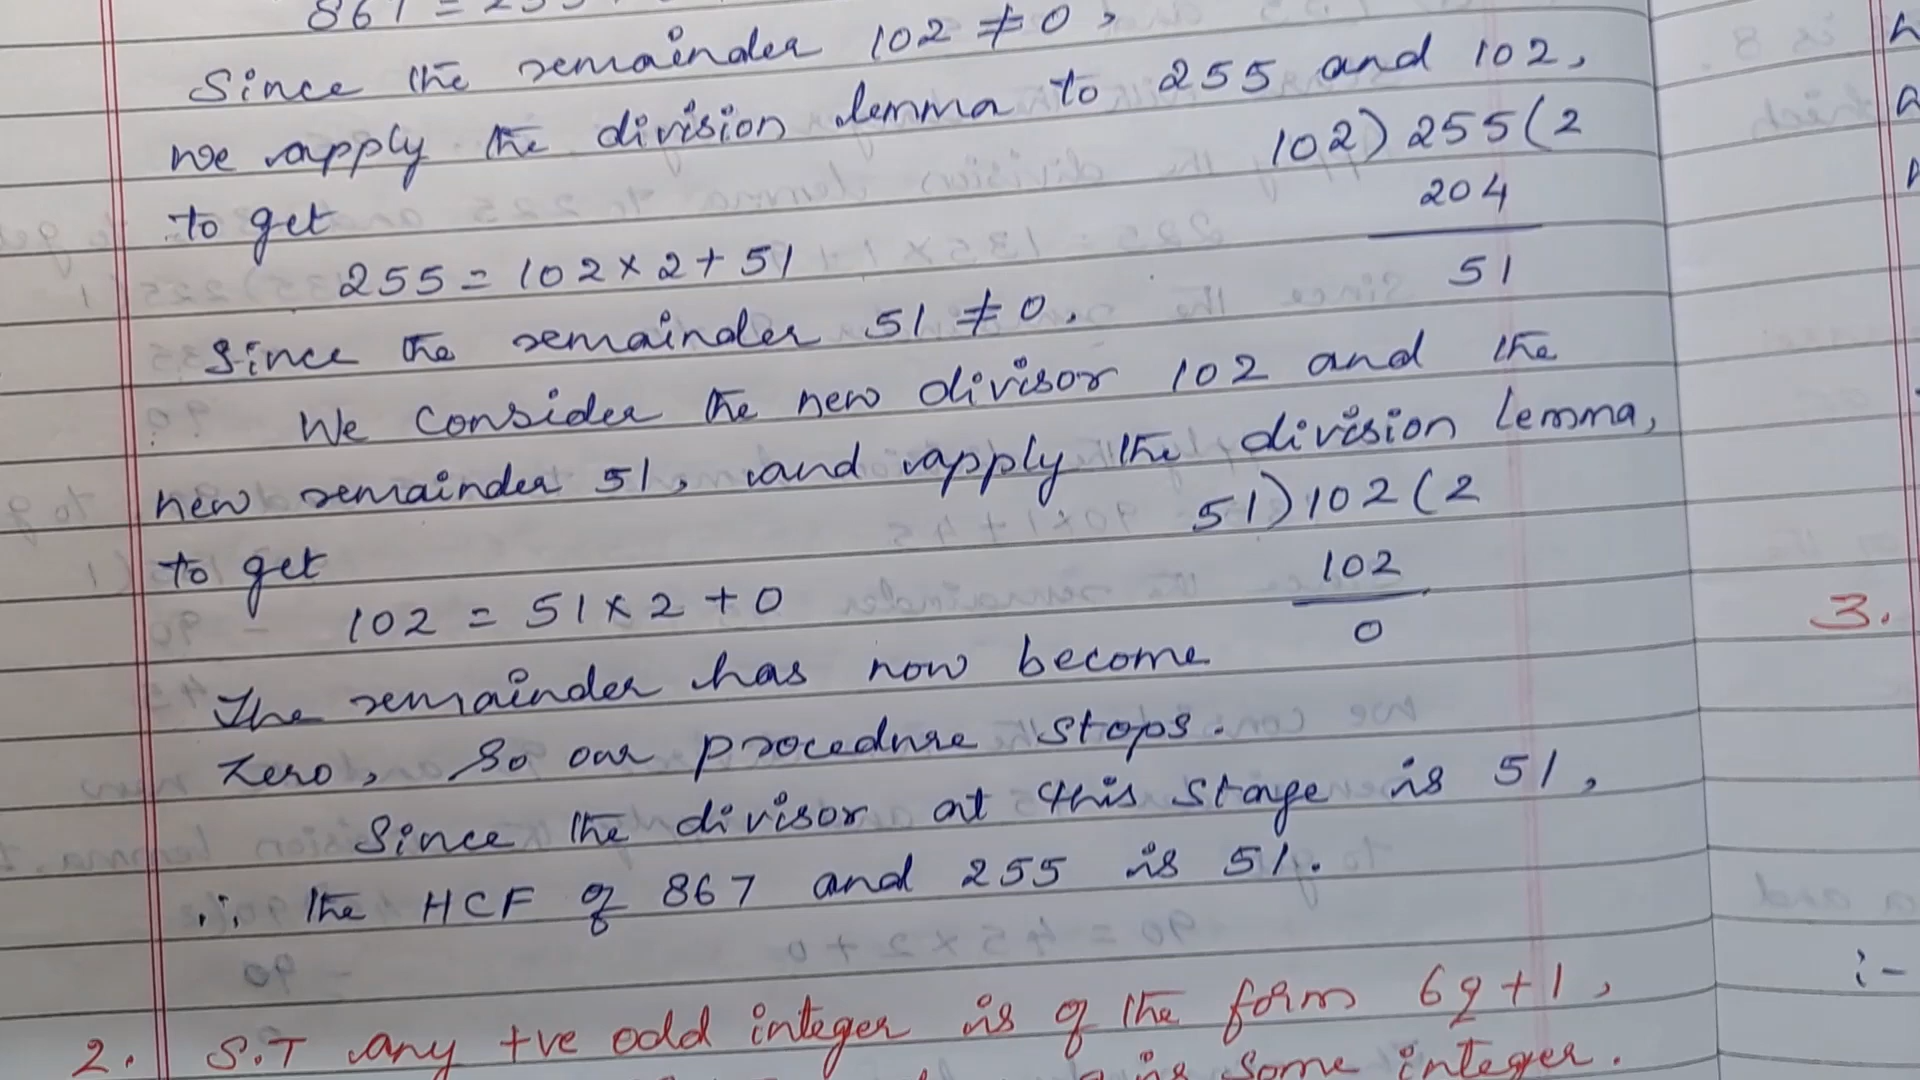 867 = 255
Since the remainder 102 ≠ 0,
we apply the division lemma to 255 and 102,
to get
102) 255 (2
204
51
255 = 102 × 2 + 51
Since the remainder 51 ≠ 0.
We consider the new divisor 102 and the
new remainder 51, and apply the division lemma,
to get
51) 102 (2
102
0
102 = 51 × 2 + 0
The remainder has now become
zero, so our procedure stops.
Since the divisor at this stage is 51,
∴ the HCF of 867 and 255 is 51.
2. S.T any +ve odd integer is of the form 6q+1,
is some integer.
3.
:-